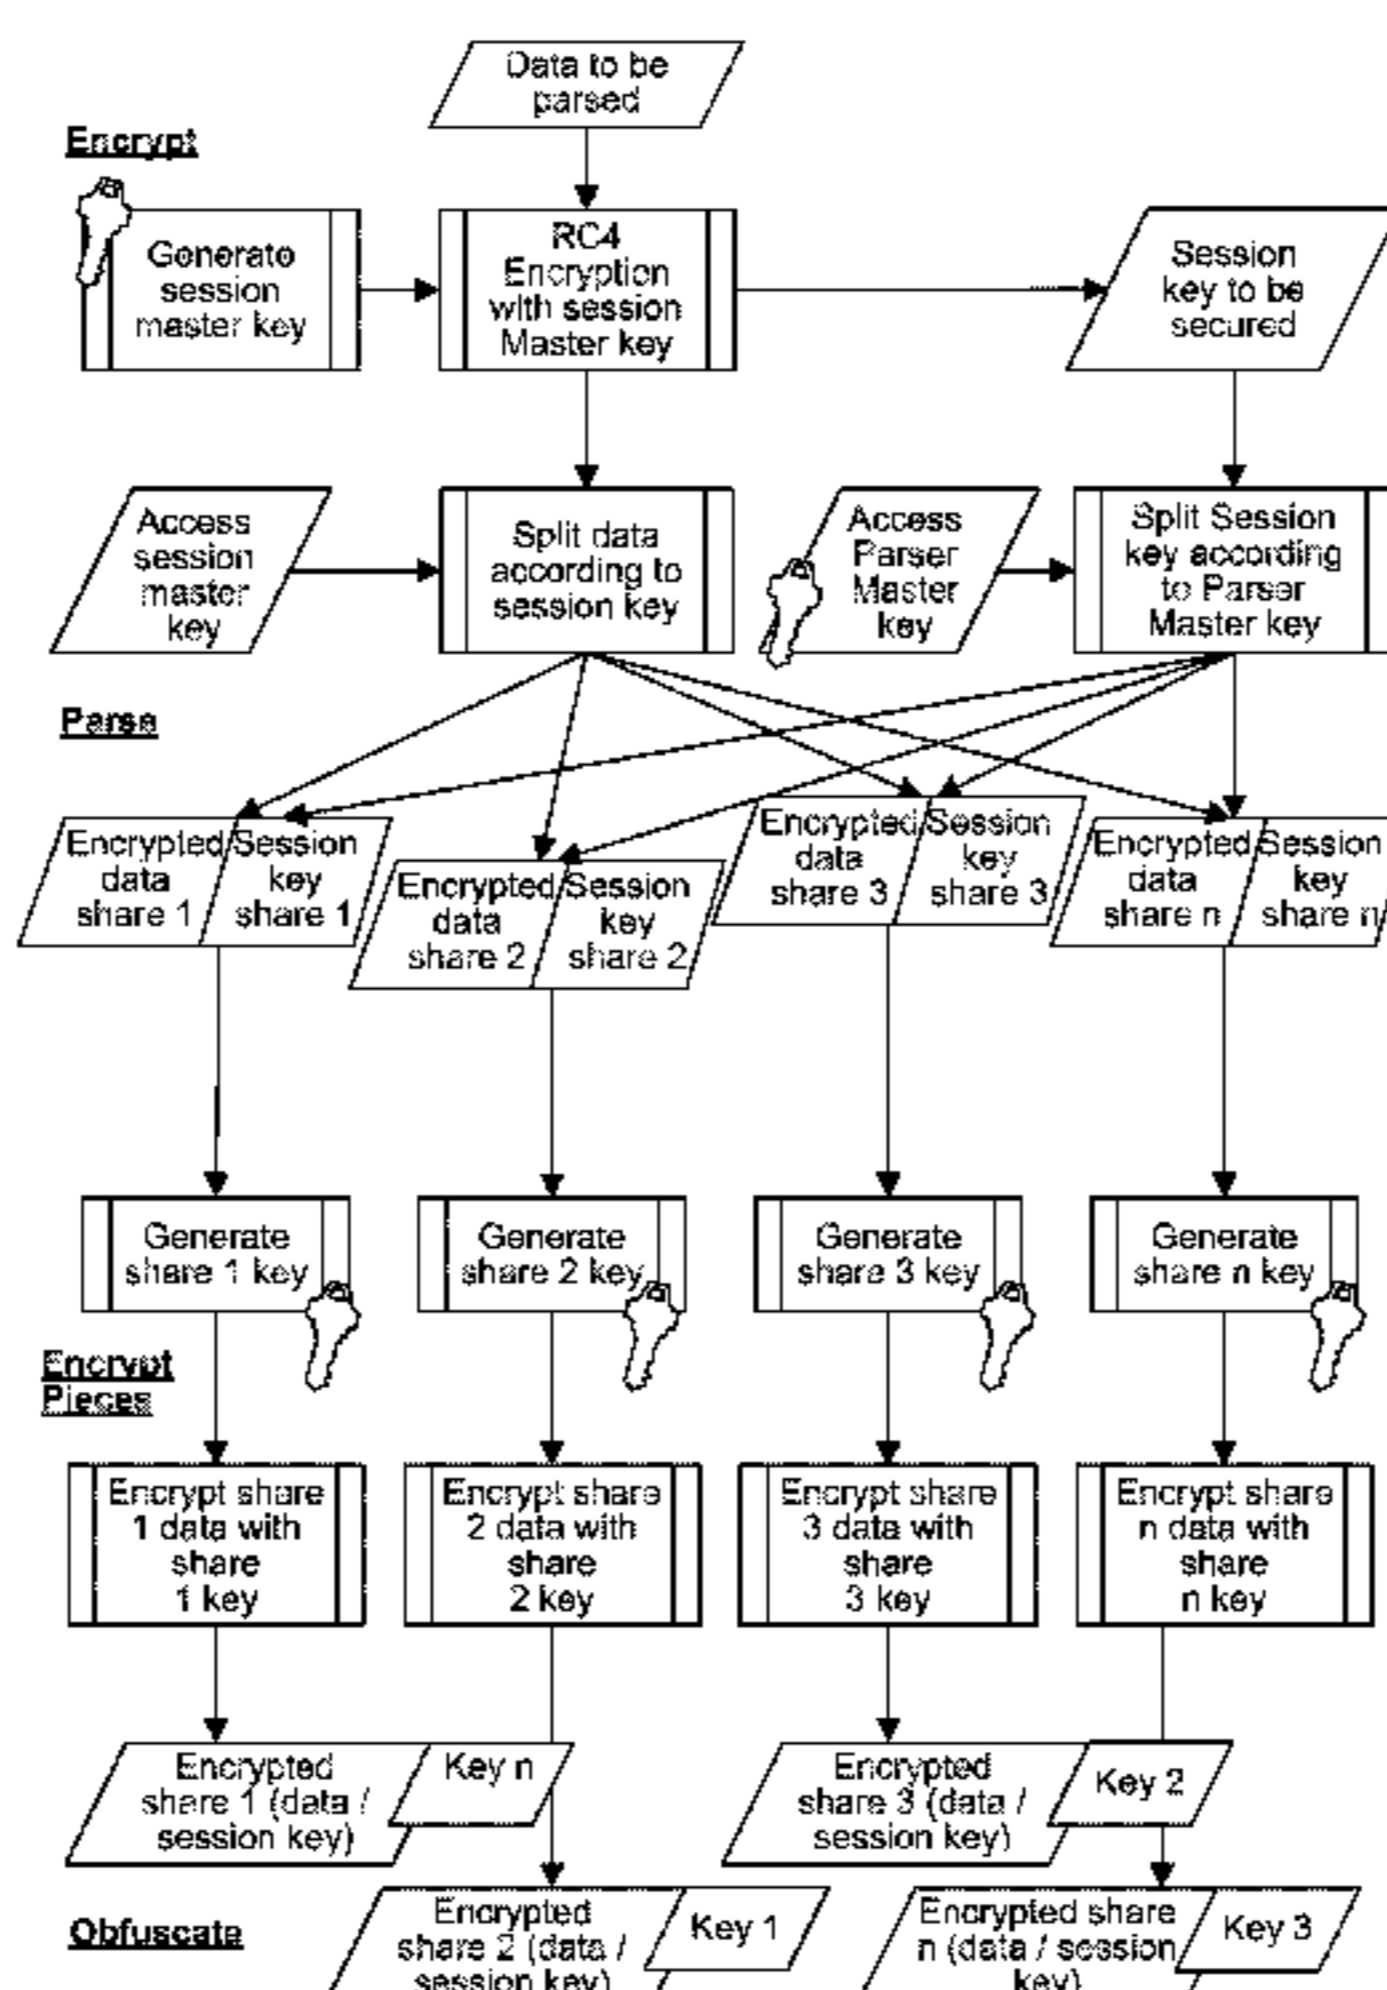 Data to be
parsed
Encrypt
Generate
session
master key
RC4
Encryption
with session
Master key
Session
key to be
secured
Access
session
master
key
Split data
according to
session key
Access
Parser
Master
key
Split Session
key according
to Parser
Master key
Parse
Encrypted
data
share 1
Session
key
share 1
Encrypted
data
share 2
Session
key
share 2
Encrypted
data
share 3
Session
key
share 3
Encrypted
data
share n
Session
key
share n
Generate
share 1 key
Generate
share 2 key
Generate
share 3 key
Generate
share n key
Encrypt
Pieces
Encrypt share
1 data with
share
1 key
Encrypt share
2 data with
share
2 key
Encrypt share
3 data with
share
3 key
Encrypt share
n data with
share
n key
Encrypted
share 1 (data /
session key)
Key n
Encrypted
share 3 (data /
session key)
Key 2
Obfuscate
Encrypted
share 2 (data /
session key)
Key 1
Encrypted share
n (data / session
key)
Key 3